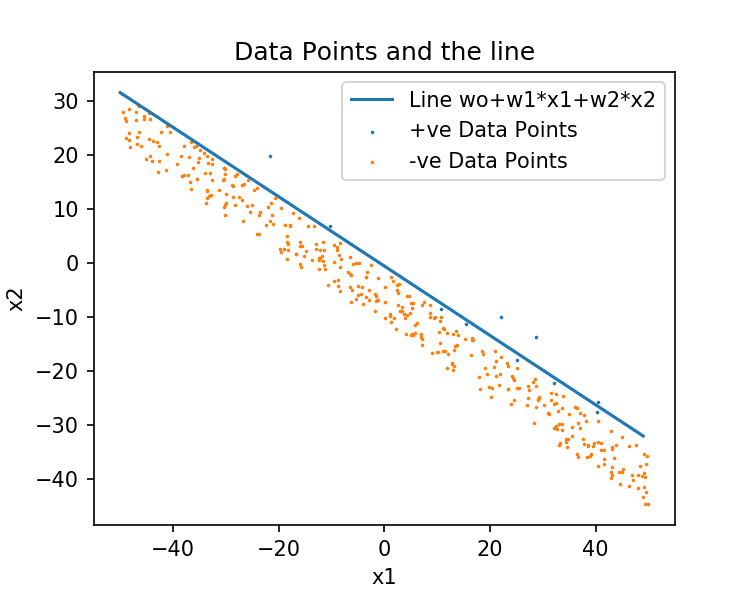 Data Points and the line
Line wo+w1*x1+w2*x2
+ve Data Points
-ve Data Points
30
20
10
0
−10
−20
−30
−40
x2
−40 −20 0 20 40
x1